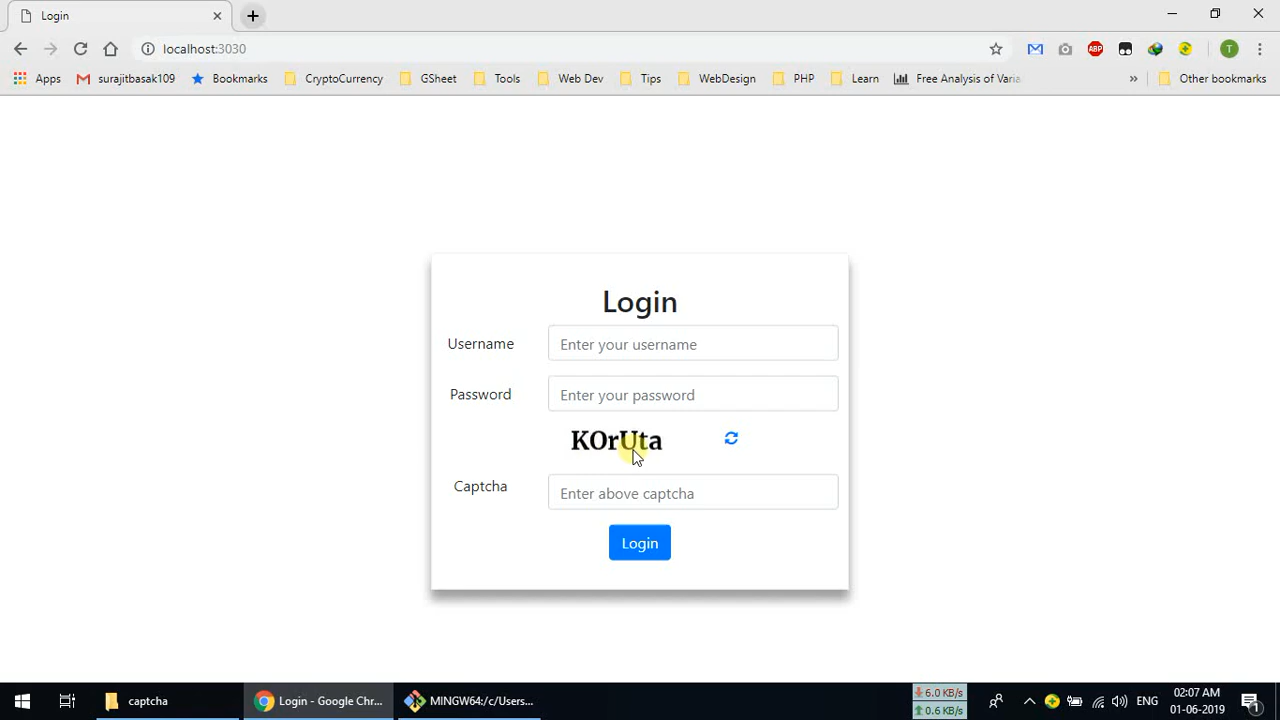 Login
localhost:3030
Apps surajitbasak109 Bookmarks CryptoCurrency GSheet Tools Web Dev Tips WebDesign PHP Learn Free Analysis of Varia » Other bookmarks
Login
Username Enter your username
Password Enter your password
KOrUta
Captcha Enter above captcha
Login
captcha Login - Google Chr... MINGW64:/c/Users... 6.0 KB/s 0.6 KB/s ENG 02:07 AM 01-06-2019